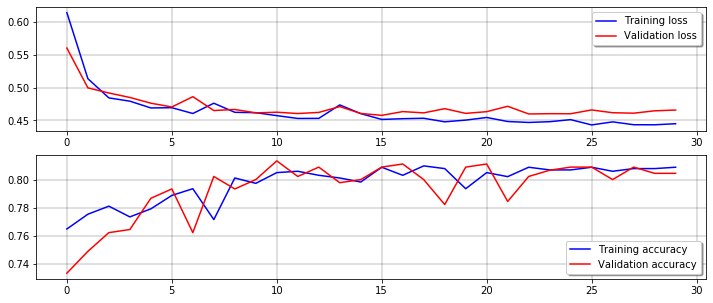 0.60
0.55
0.50
0.45
Training loss
Validation loss
0 5 10 15 20 25 30
0.80
0.78
0.76
0.74
Training accuracy
Validation accuracy
0 5 10 15 20 25 30